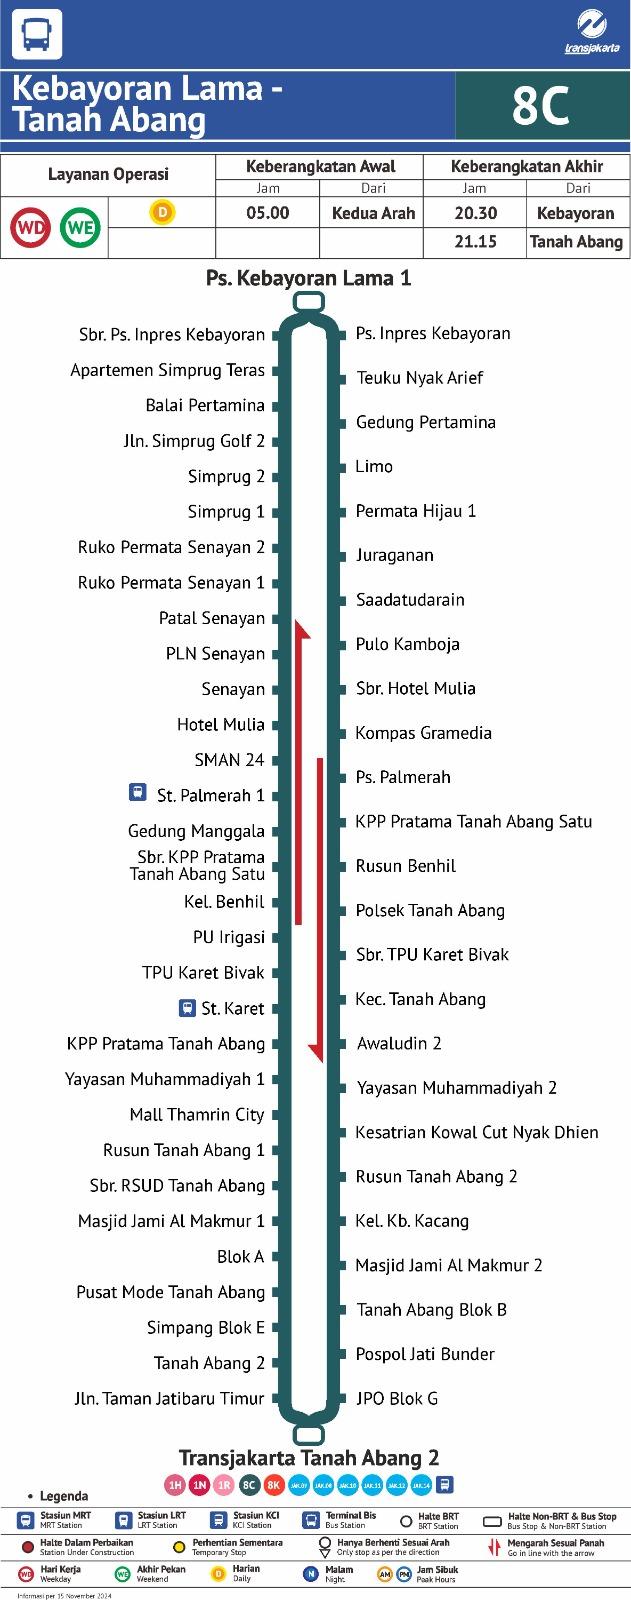 transjakarta
Kebayoran Lama -
Tanah Abang
8C
Layanan Operasi
Keberangkatan Awal
Keberangkatan Akhir
Jam
Dari
Jam
Dari
WD
WE
D
05.00
Kedua Arah
20.30
Kebayoran
21.15
Tanah Abang
Ps. Kebayoran Lama 1
Sbr. Ps. Inpres Kebayoran
Apartemen Simprug Teras
Balai Pertamina
Jln. Simprug Golf 2
Simprug 2
Simprug 1
Ruko Permata Senayan 2
Ruko Permata Senayan 1
Patal Senayan
PLN Senayan
Senayan
Hotel Mulia
SMAN 24
St. Palmerah 1
Gedung Manggala
Sbr. KPP Pratama
Tanah Abang Satu
Kel. Benhil
PU Irigasi
TPU Karet Bivak
St. Karet
KPP Pratama Tanah Abang
Yayasan Muhammadiyah 1
Mall Thamrin City
Rusun Tanah Abang 1
Sbr. RSUD Tanah Abang
Masjid Jami Al Makmur 1
Blok A
Pusat Mode Tanah Abang
Simpang Blok E
Tanah Abang 2
Jln. Taman Jatibaru Timur
Ps. Inpres Kebayoran
Teuku Nyak Arief
Gedung Pertamina
Limo
Permata Hijau 1
Juraganan
Saadatudarain
Pulo Kamboja
Sbr. Hotel Mulia
Kompas Gramedia
Ps. Palmerah
KPP Pratama Tanah Abang Satu
Rusun Benhil
Polsek Tanah Abang
Sbr. TPU Karet Bivak
Kec. Tanah Abang
Awaludin 2
Yayasan Muhammadiyah 2
Kesatrian Kowal Cut Nyak Dhien
Rusun Tanah Abang 2
Kel. Kb. Kacang
Masjid Jami Al Makmur 2
Tanah Abang Blok B
Pospol Jati Bunder
JPO Blok G
Transjakarta Tanah Abang 2
1H 1N 1R 8C 8K JAK.07 JAK.08 JAK.10 JAK.11 JAK.12 JAK.14
• Legenda
Stasiun MRT
MRT Station
Stasiun LRT
LRT Station
Stasiun KCI
KCI Station
Terminal Bis
Bus Station
Halte BRT
BRT Station
Halte Non-BRT & Bus Stop
Bus Stop & Non-BRT Station
Halte Dalam Perbaikan
Station Under Construction
Perhentian Sementara
Temporary Stop
Hanya Berhenti Sesuai Arah
Only stop as per the direction
Mengarah Sesuai Panah
Go in line with the arrow
WD
Hari Kerja
Weekday
WE
Akhir Pekan
Weekend
D
Harian
Daily
N
Malam
Night
AM PM
Jam Sibuk
Peak Hours
Informasi per 15 November 2024